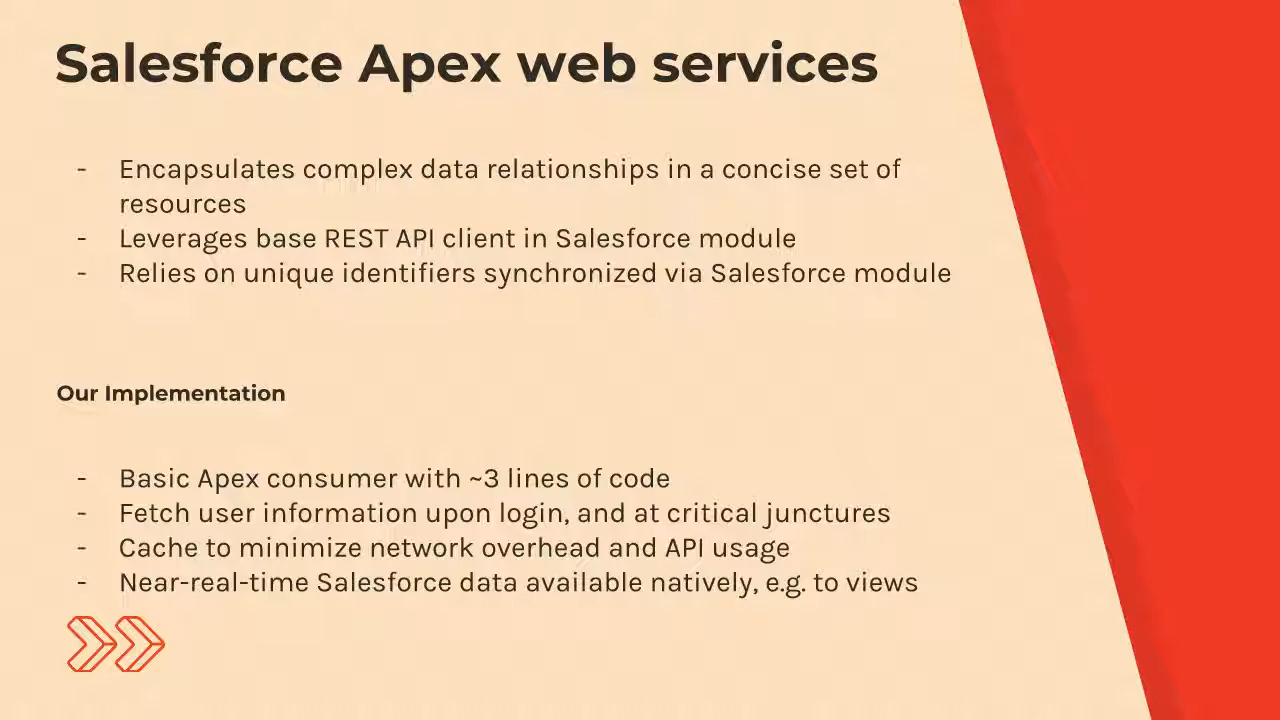 Salesforce Apex web services
- Encapsulates complex data relationships in a concise set of
resources
- Leverages base REST API client in Salesforce module
- Relies on unique identifiers synchronized via Salesforce module
Our Implementation
- Basic Apex consumer with ~3 lines of code
- Fetch user information upon login, and at critical junctures
- Cache to minimize network overhead and API usage
- Near-real-time Salesforce data available natively, e.g. to views